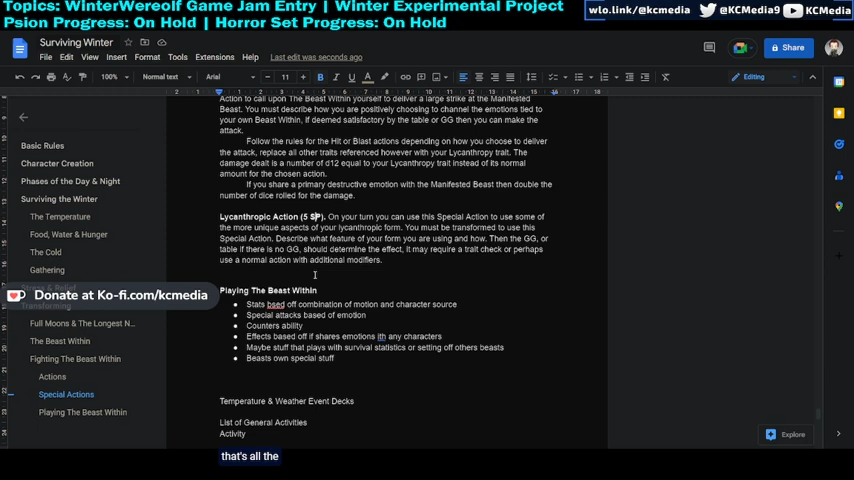 Topics: WinterWereolf Game Jam Entry | Winter Experimental Project
Psion Progress: On Hold | Horror Set Progress: On Hold
wlo.link/@kcmedia
@KCMedia9
KCMedia
Surviving Winter
File Edit View Insert Format Tools Extensions Help Last edit was seconds ago
Share
100%
Normal text
Arial
11
Editing
Basic Rules
Character Creation
Phases of the Day & Night
Surviving the Winter
The Temperature
Food, Water & Hunger
The Cold
Gathering
Donate at Ko-fi.com/kcmedia
Full Moons & The Longest N...
The Beast Within
Fighting The Beast Within
Actions
Special Actions
Playing The Beast Within
Action to call upon The Beast Within yourself to deliver a large strike at the Manifested
Beast. You must describe how you are positively choosing to channel the emotions tied to
your own Beast Within, If deemed satisfactory by the table or GG then you can make the
attack.
Follow the rules for the Hit or Blast actions depending on how you choose to deliver
the attack, replace all other traits referenced however with your Lycanthropy trait. The
damage dealt is a number of d12 equal to your Lycanthropy trait instead of its normal
amount for the chosen action.
If you share a primary destructive emotion with the Manifested Beast then double the
number of dice rolled for the damage.
Lycanthropic Action (5 SP). On your turn you can use this Special Action to use some of
the more unique aspects of your lycanthropic form. You must be transformed to use this
Special Action. Describe what feature of your form you are using and how. Then the GG, or
table if there is no GG, should determine the effect, it may require a trait check or perhaps
use a normal action with additional modifiers.
Playing The Beast Within
Stats bsed off combination of motion and character source
Special attacks based of emotion
Counters ability
Effects based off if shares emotions ith any characters
Maybe stuff that plays with survival statistics or setting off others beasts
Beasts own special stuff
Temperature & Weather Event Decks
List of General Activities
Activity
Explore
that's all the